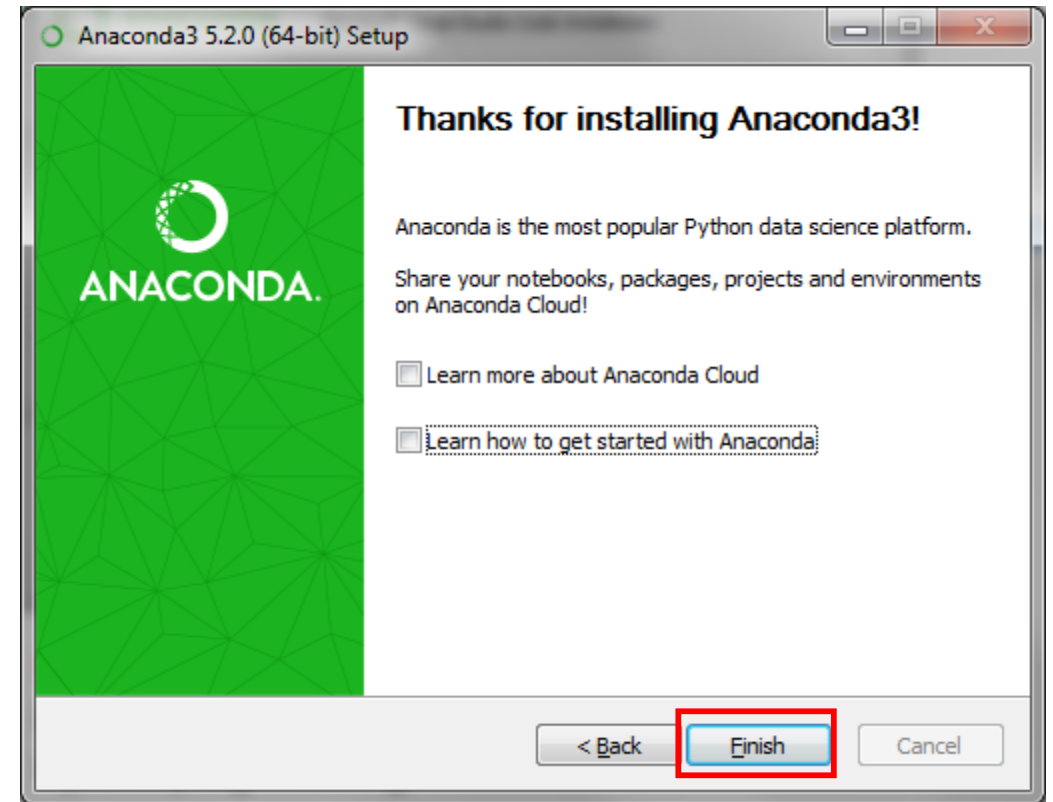 Anaconda3 5.2.0 (64-bit) Setup
Thanks for installing Anaconda3!
ANACONDA.
Anaconda is the most popular Python data science platform.
Share your notebooks, packages, projects and environments
on Anaconda Cloud!
Learn more about Anaconda Cloud
Learn how to get started with Anaconda
< Back
Finish
Cancel